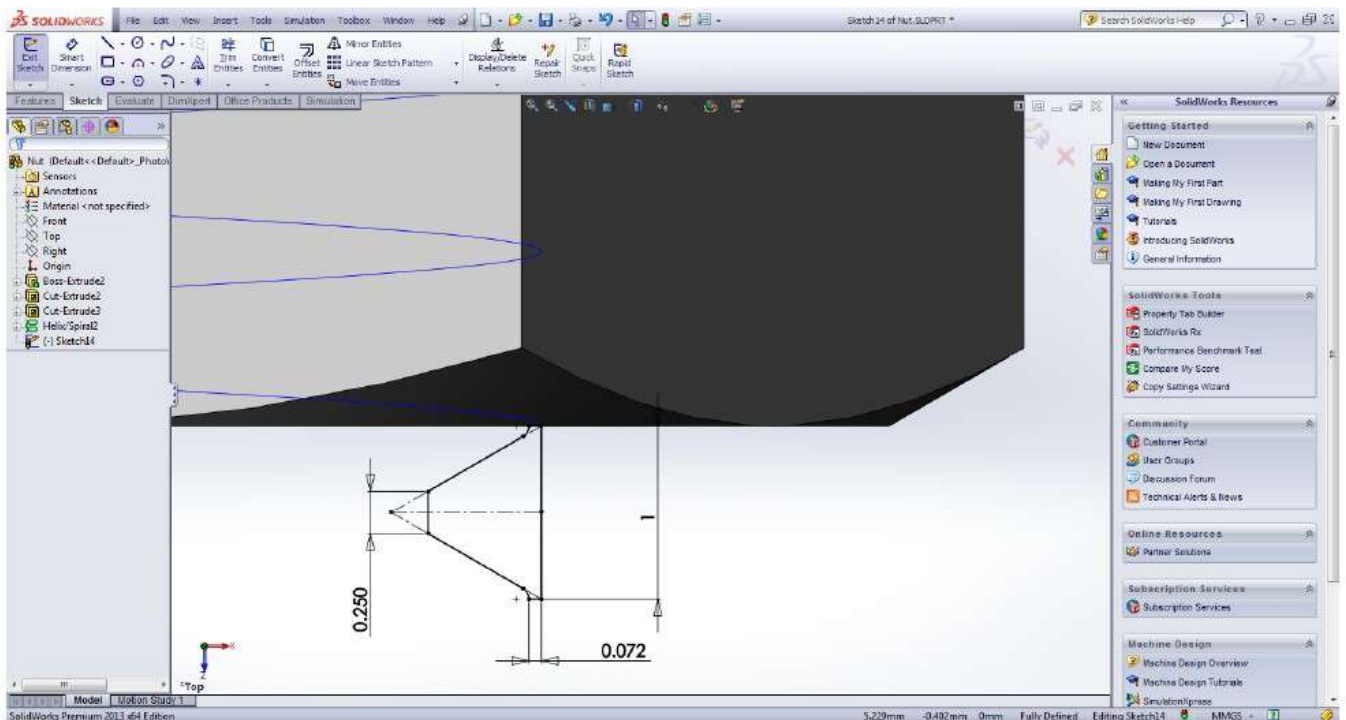 SOLIDWORKS File Edit View Insert Tools Simulation Toolbox Window Help Sketch14 of Nut.SLDPRT * Search SolidWorks Help
Exit Sketch Smart Dimension Trim Entities Convert Entities Offset Entities Mirror Entities Linear Sketch Pattern Move Entities Display/Delete Relations Repair Sketch Quick Snaps Rapid Sketch
Features Sketch Evaluate DimXpert Office Products Simulation
SolidWorks Resources
Nut (Default<<Default>_Photo
Sensors
Annotations
Material <not specified>
Front
Top
Right
Origin
Boss-Extrude2
Cut-Extrude2
Cut-Extrude3
Helix/Spiral2
(-) Sketch14
1
0.250
0.072
X
Z
*Top
Getting Started
New Document
Open a Document
Making My First Part
Making My First Drawing
Tutorials
Introducing SolidWorks
General Information
SolidWorks Tools
Property Tab Builder
SolidWorks Rx
Performance Benchmark Test
Compare My Score
Copy Settings Wizard
Community
Customer Portal
User Groups
Discussion Forum
Technical Alerts & News
Online Resources
Partner Solutions
Subscription Services
Subscription Services
Machine Design
Machine Design Overview
Machine Design Tutorials
SimulationXpress
Model Motion Study 1
SolidWorks Premium 2013 x64 Edition 5.229mm -0.402mm 0mm Fully Defined Editing Sketch14 MMGS